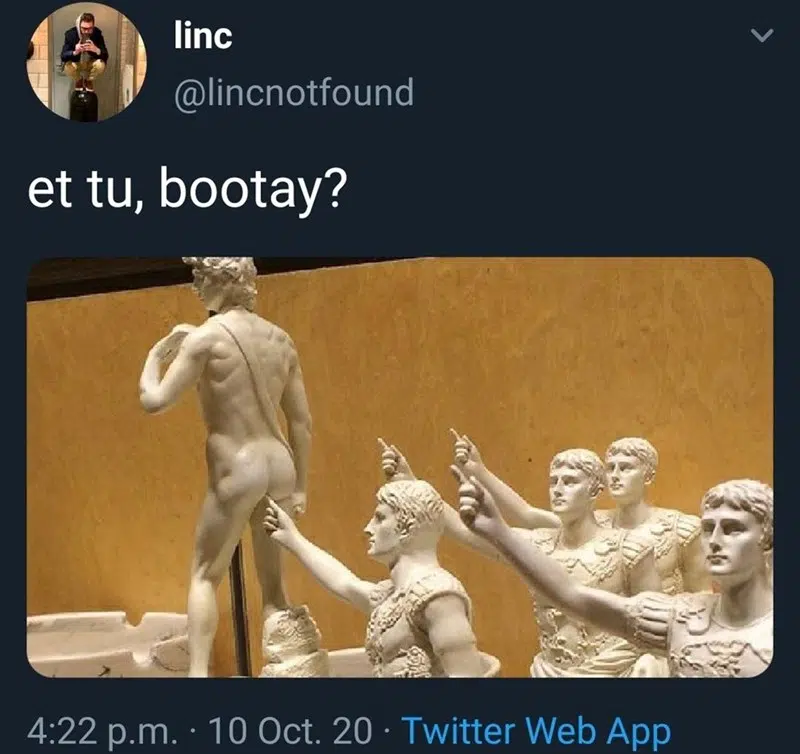 linc
@lincnotfound
et tu, bootay?
4:22 p.m. · 10 Oct. 20 · Twitter Web App